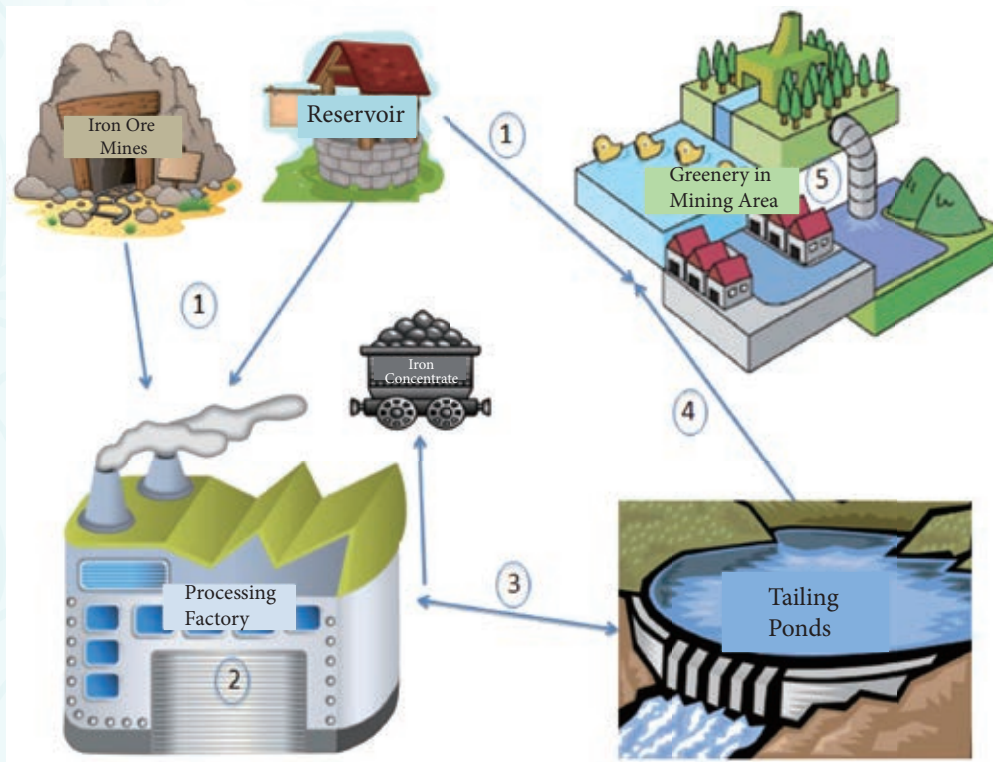 Iron Ore
Mines
Reservoir
1
Greenery in
Mining Area
5
1
Iron
Concentrate
4
Processing
Factory
2
3
Tailing
Ponds